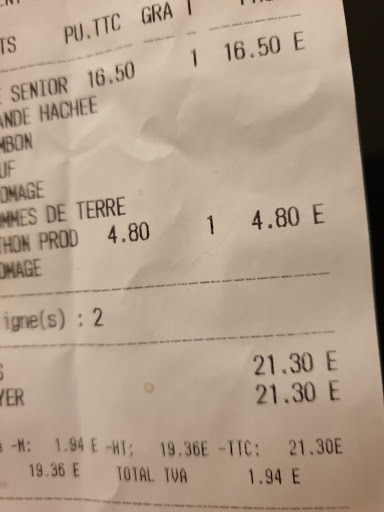 PU.TTC GRA
SENIOR 16.50 1 16.50 E
ANDE HACHEE
MBON
UF
OMAGE
MMES DE TERRE
THON PROD 4.80 1 4.80 E
OMAGE
igne(s) : 2
21.30 E
YER 21.30 E
-M: 1.94 E -HT: 19.36E -TTC: 21.30E
19.36 E TOTAL TVA 1.94 E